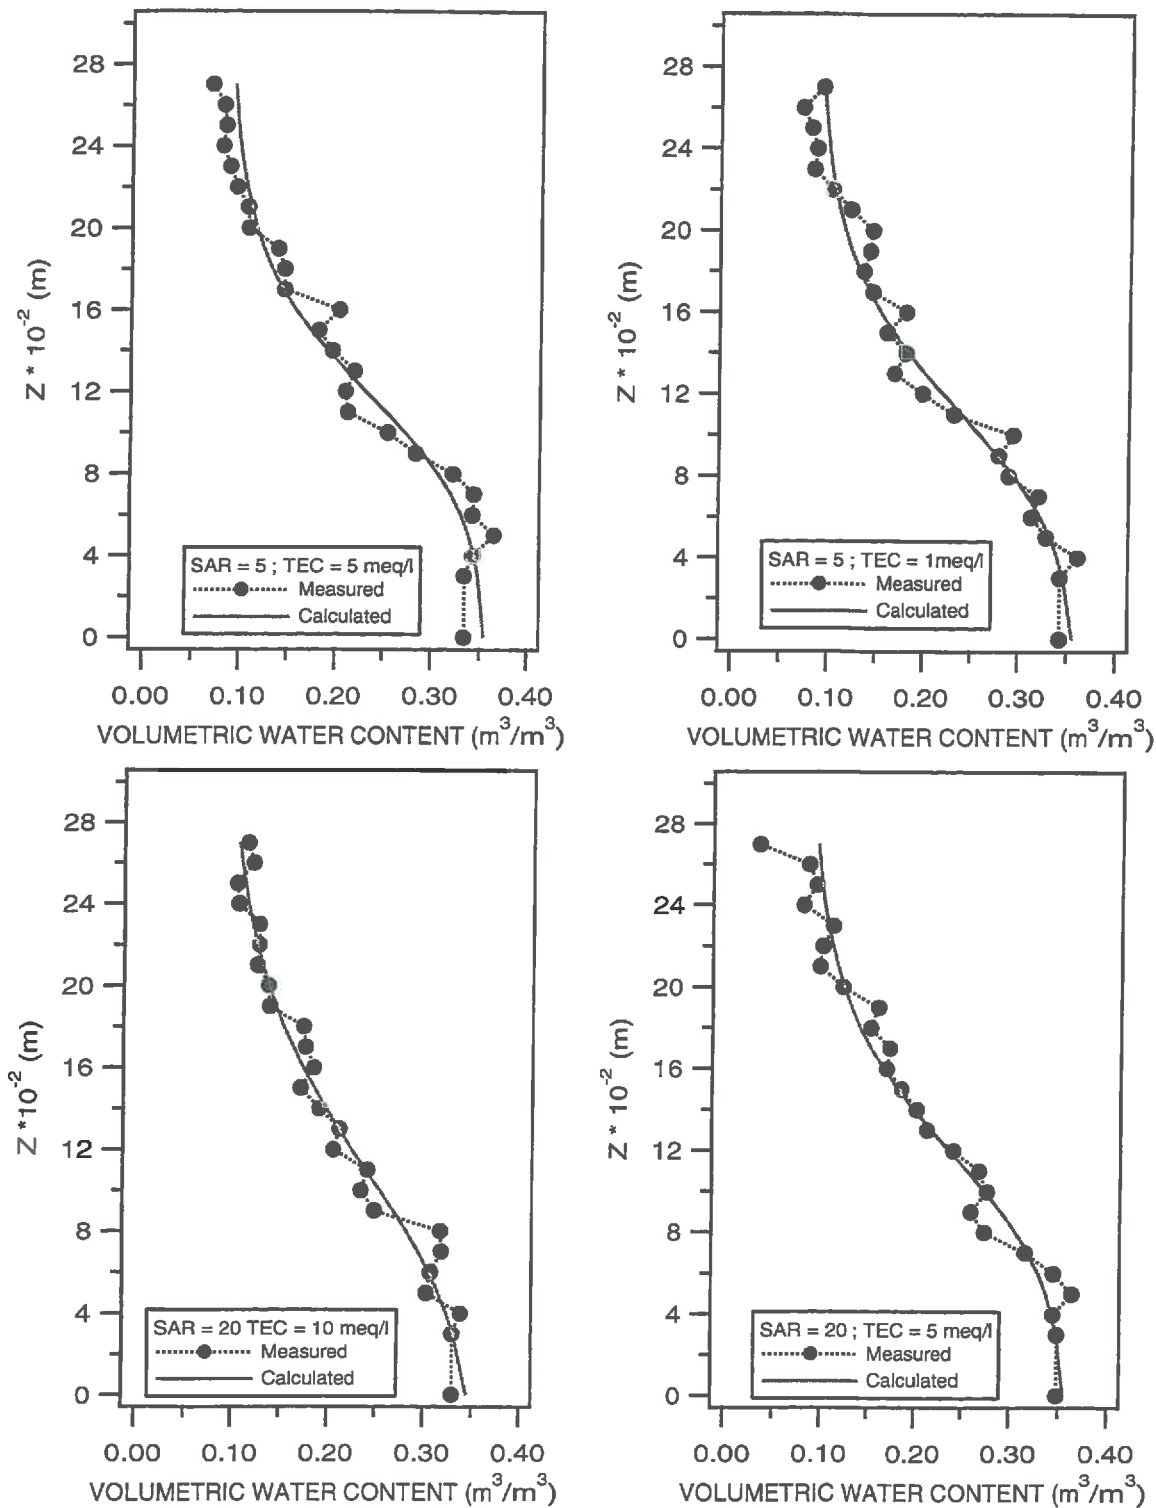 28
24
20
16
12
8
4
0
Z * 10⁻² (m)
SAR = 5 ; TEC = 5 meq/l
Measured
Calculated
0.00 0.10 0.20 0.30 0.40
VOLUMETRIC WATER CONTENT (m³/m³)
28
24
20
16
12
8
4
0
Z * 10⁻² (m)
SAR = 5 ; TEC = 1meq/l
Measured
Calculated
0.00 0.10 0.20 0.30 0.40
VOLUMETRIC WATER CONTENT (m³/m³)
28
24
20
16
12
8
4
0
Z *10⁻² (m)
SAR = 20 TEC = 10 meq/l
Measured
Calculated
0.00 0.10 0.20 0.30 0.40
VOLUMETRIC WATER CONTENT (m³/m³)
28
24
20
16
12
8
4
0
Z * 10⁻² (m)
SAR = 20 ; TEC = 5 meq/l
Measured
Calculated
0.00 0.10 0.20 0.30 0.40
VOLUMETRIC WATER CONTENT (m³/m³)